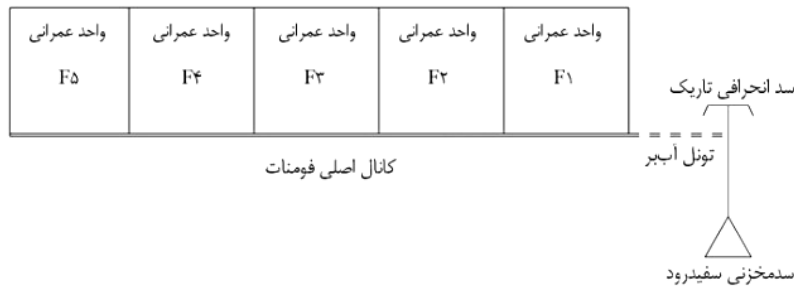 واحد عمرانی
F۱
واحد عمرانی
F۲
واحد عمرانی
F۳
واحد عمرانی
F۴
واحد عمرانی
F۵
سد انحرافی تاریک
تونل آب‌بر
کانال اصلی فومنات
سدمخزنی سفیدرود